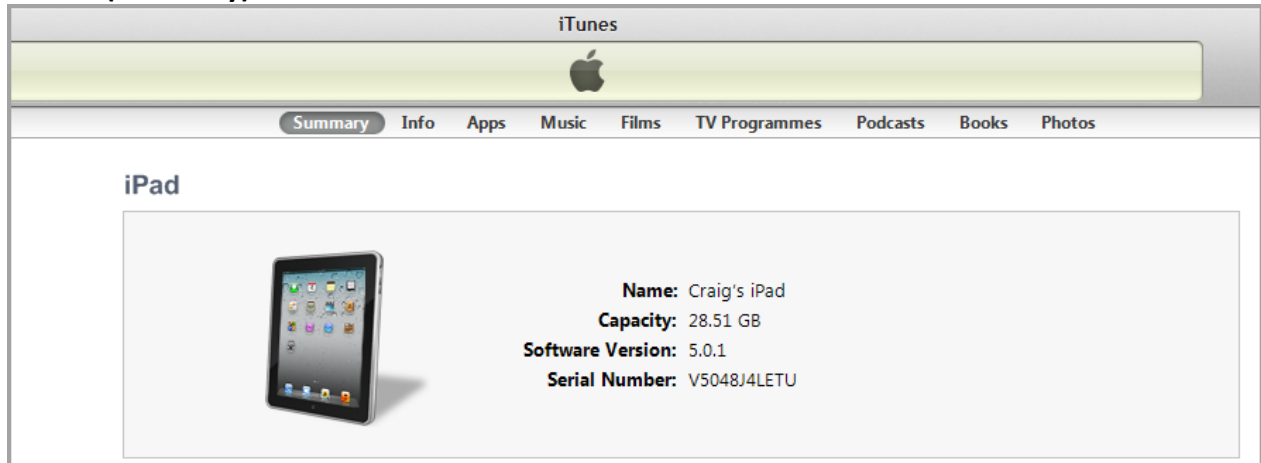 iTunes
Summary Info Apps Music Films TV Programmes Podcasts Books Photos
iPad
Name: Craig's iPad
Capacity: 28.51 GB
Software Version: 5.0.1
Serial Number: V5048J4LETU